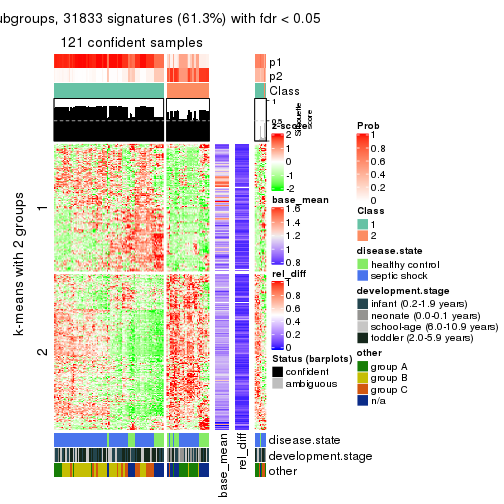 ubgroups, 31833 signatures (61.3%) with fdr < 0.05
121 confident samples
p1
p2
Class
1
0.5
Silhouette
score
k-means with 2 groups
1
2
z-score
2
1
0
-1
-2
base_mean
1.6
1.4
1.2
1
0.8
rel_diff
1
0.8
0.6
0.4
0.2
0
Status (barplots)
confident
ambiguous
Prob
1
0.8
0.6
0.4
0.2
0
Class
1
2
disease.state
healthy control
septic shock
development.stage
infant (0.2-1.9 years)
neonate (0.0-0.1 years)
school-age (6.0-10.9 years)
toddler (2.0-5.9 years)
other
group A
group B
group C
n/a
disease.state
development.stage
other
base_mean
rel_diff